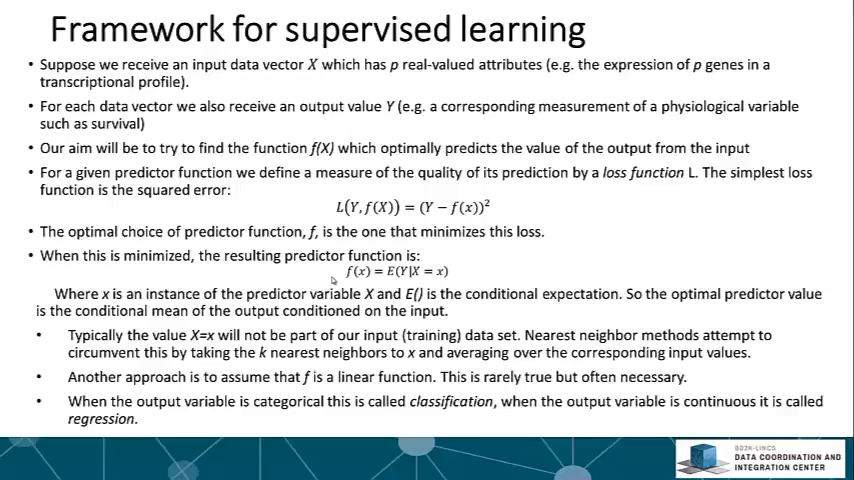 Framework for supervised learning
• Suppose we receive an input data vector X which has p real-valued attributes (e.g. the expression of p genes in a
transcriptional profile).
• For each data vector we also receive an output value Y (e.g. a corresponding measurement of a physiological variable
such as survival)
• Our aim will be to try to find the function f(X) which optimally predicts the value of the output from the input
• For a given predictor function we define a measure of the quality of its prediction by a loss function L. The simplest loss
function is the squared error:
L(Y, f(X)) = (Y − f(x))²
• The optimal choice of predictor function, f, is the one that minimizes this loss.
• When this is minimized, the resulting predictor function is:
f(x) = E(Y|X = x)
Where x is an instance of the predictor variable X and E() is the conditional expectation. So the optimal predictor value
is the conditional mean of the output conditioned on the input.
• Typically the value X=x will not be part of our input (training) data set. Nearest neighbor methods attempt to
circumvent this by taking the k nearest neighbors to x and averaging over the corresponding input values.
• Another approach is to assume that f is a linear function. This is rarely true but often necessary.
• When the output variable is categorical this is called classification, when the output variable is continuous it is called
regression.
BD2K-LINCS
DATA COORDINATION AND
INTEGRATION CENTER